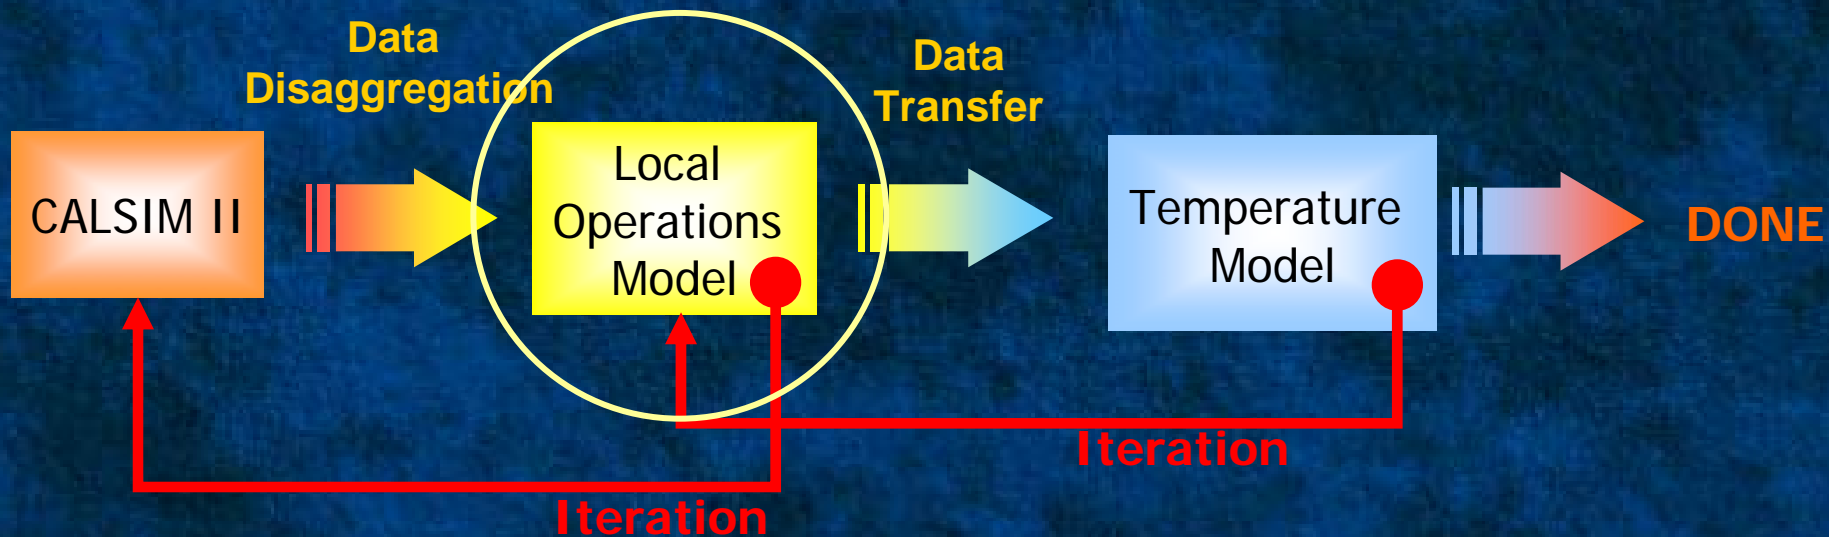 Data
Disaggregation
Data
Transfer
CALSIM II
Local
Operations
Model
Temperature
Model
DONE
Iteration
Iteration